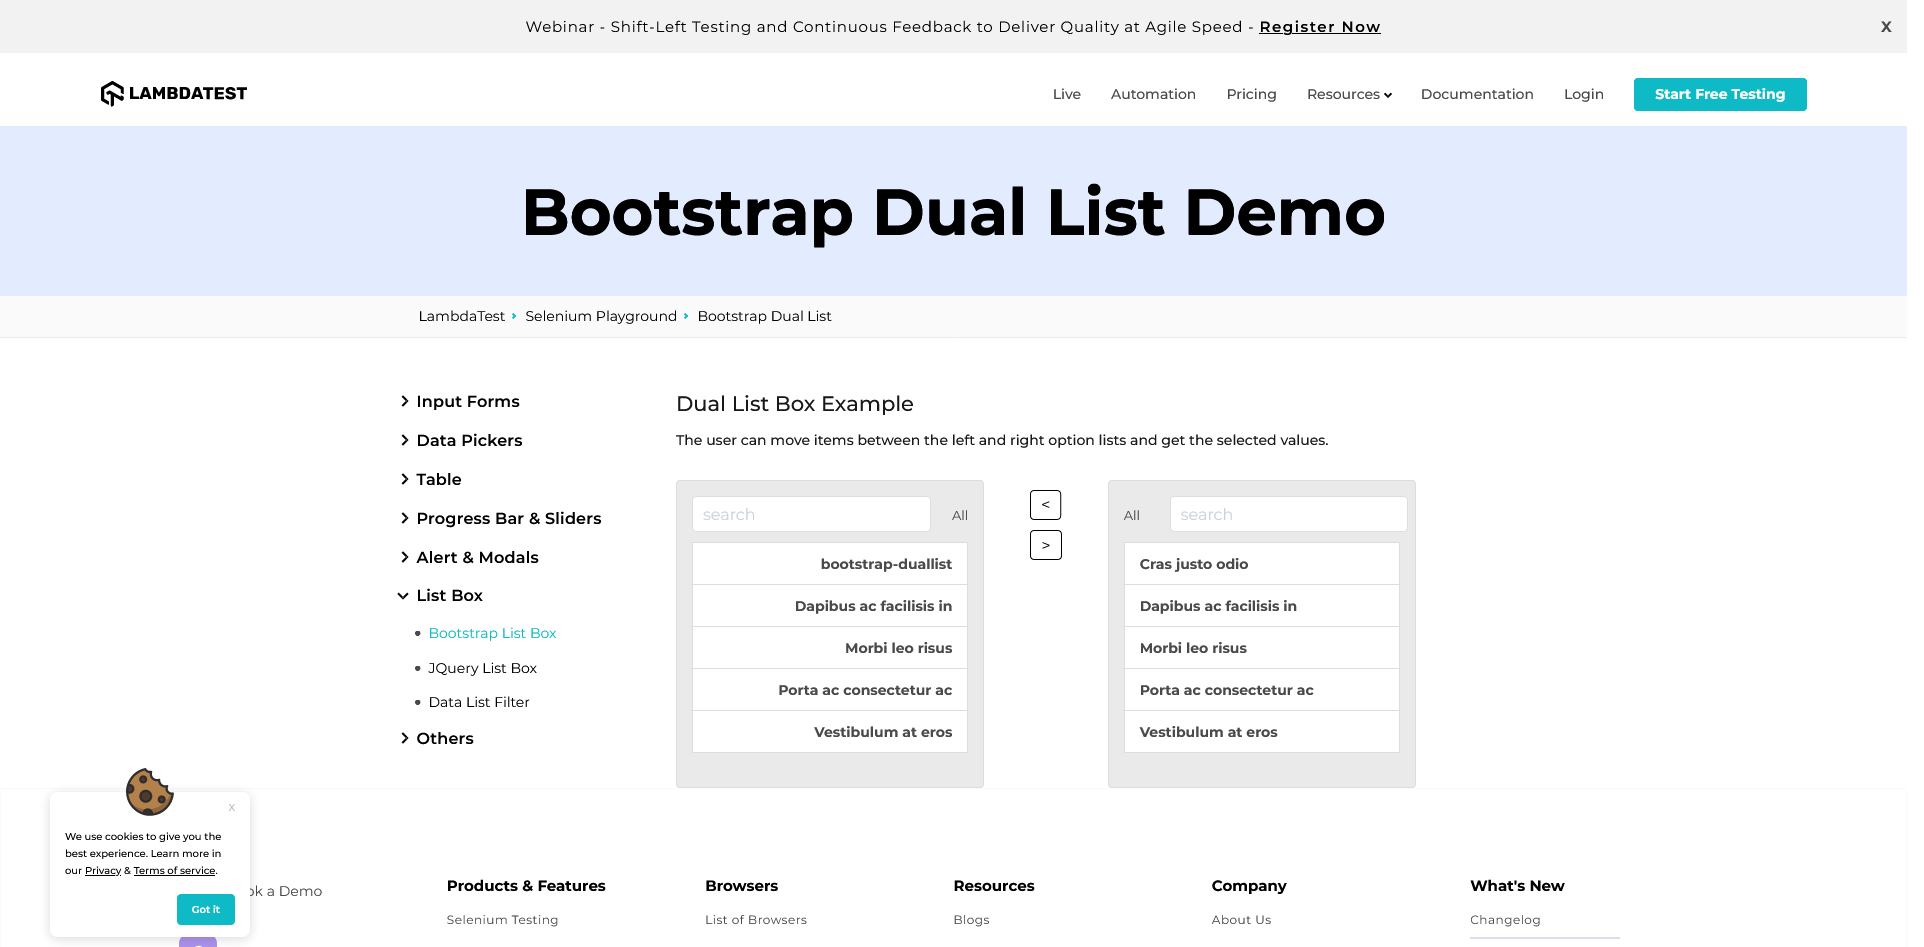 Webinar - Shift-Left Testing and Continuous Feedback to Deliver Quality at Agile Speed - Register Now
X
LAMBDATEST
Live Automation Pricing Resources Documentation Login Start Free Testing
Bootstrap Dual List Demo
LambdaTest Selenium Playground Bootstrap Dual List
Input Forms
Data Pickers
Table
Progress Bar & Sliders
Alert & Modals
List Box
Bootstrap List Box
JQuery List Box
Data List Filter
Others
Dual List Box Example
The user can move items between the left and right option lists and get the selected values.
search All
bootstrap-duallist
Dapibus ac facilisis in
Morbi leo risus
Porta ac consectetur ac
Vestibulum at eros
<
>
All search
Cras justo odio
Dapibus ac facilisis in
Morbi leo risus
Porta ac consectetur ac
Vestibulum at eros
x
We use cookies to give you the
best experience. Learn more in
our Privacy & Terms of service.
Got it
a Demo
Products & Features
Selenium Testing
Browsers
List of Browsers
Resources
Blogs
Company
About Us
What's New
Changelog